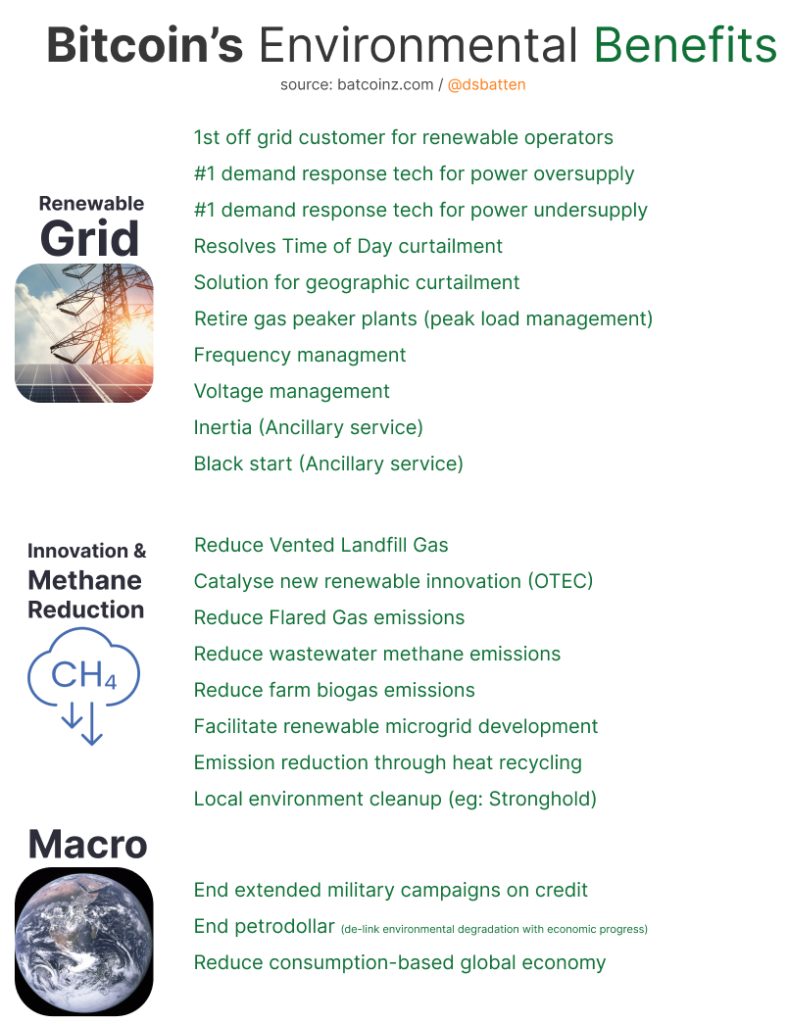 Bitcoin's Environmental Benefits
source: batcoinz.com / @dsbatten
Renewable
Grid
1st off grid customer for renewable operators
#1 demand response tech for power oversupply
#1 demand response tech for power undersupply
Resolves Time of Day curtailment
Solution for geographic curtailment
Retire gas peaker plants (peak load management)
Frequency managment
Voltage management
Inertia (Ancillary service)
Black start (Ancillary service)
Innovation &
Methane
Reduction
CH₄
Reduce Vented Landfill Gas
Catalyse new renewable innovation (OTEC)
Reduce Flared Gas emissions
Reduce wastewater methane emissions
Reduce farm biogas emissions
Facilitate renewable microgrid development
Emission reduction through heat recycling
Local environment cleanup (eg: Stronghold)
Macro
End extended military campaigns on credit
End petrodollar (de-link environmental degradation with economic progress)
Reduce consumption-based global economy